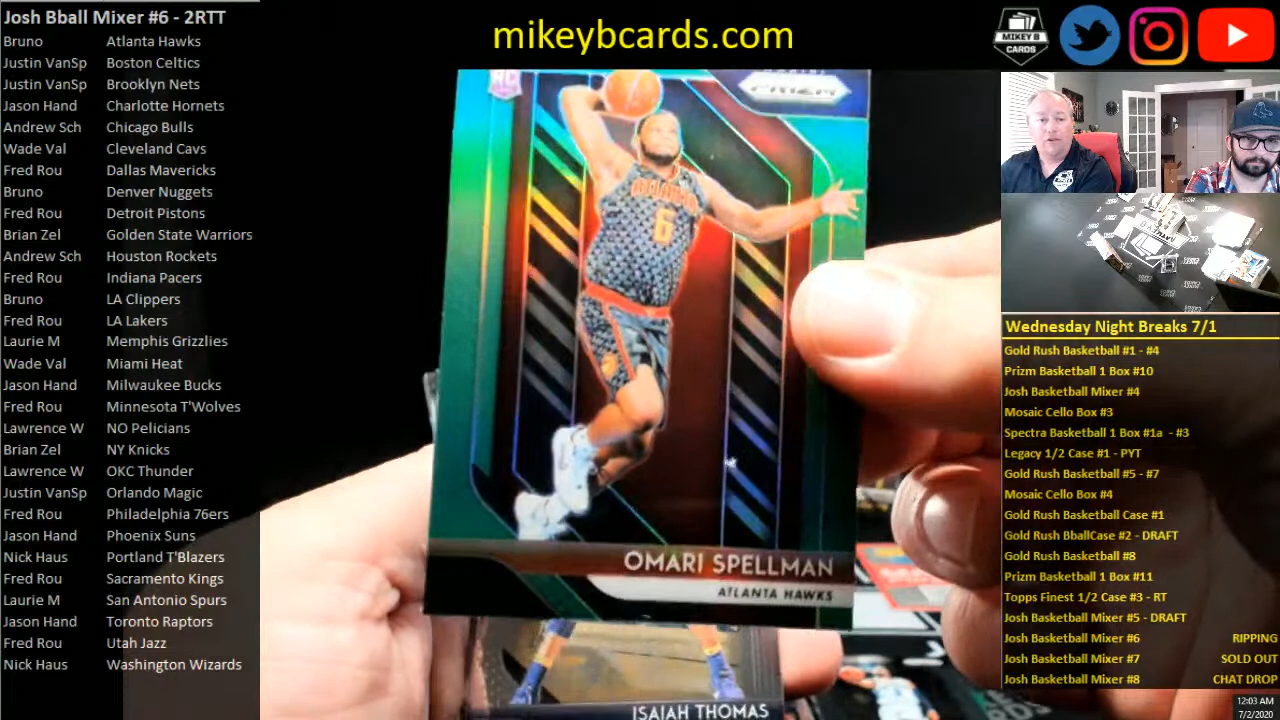 Josh Bball Mixer #6 - 2RTT
Bruno Atlanta Hawks
Justin VanSp Boston Celtics
Justin VanSp Brooklyn Nets
Jason Hand Charlotte Hornets
Andrew Sch Chicago Bulls
Wade Val Cleveland Cavs
Fred Rou Dallas Mavericks
Bruno Denver Nuggets
Fred Rou Detroit Pistons
Brian Zel Golden State Warriors
Andrew Sch Houston Rockets
Fred Rou Indiana Pacers
Bruno LA Clippers
Fred Rou LA Lakers
Laurie M Memphis Grizzlies
Wade Val Miami Heat
Jason Hand Milwaukee Bucks
Fred Rou Minnesota T'Wolves
Lawrence W NO Pelicians
Brian Zel NY Knicks
Lawrence W OKC Thunder
Justin VanSp Orlando Magic
Fred Rou Philadelphia 76ers
Jason Hand Phoenix Suns
Nick Haus Portland T'Blazers
Fred Rou Sacramento Kings
Laurie M San Antonio Spurs
Jason Hand Toronto Raptors
Fred Rou Utah Jazz
Nick Haus Washington Wizards
mikeybcards.com
MIKEY B
CARDS
RC
PRIZM
ATLANTA
6
OMARI SPELLMAN
ATLANTA HAWKS
ISAIAH THOMAS
Wednesday Night Breaks 7/1
Gold Rush Basketball #1 - #4
Prizm Basketball 1 Box #10
Josh Basketball Mixer #4
Mosaic Cello Box #3
Spectra Basketball 1 Box #1a - #3
Legacy 1/2 Case #1 - PYT
Gold Rush Basketball #5 - #7
Mosaic Cello Box #4
Gold Rush Basketball Case #1
Gold Rush BballCase #2 - DRAFT
Gold Rush Basketball #8
Prizm Basketball 1 Box #11
Topps Finest 1/2 Case #3 - RT
Josh Basketball Mixer #5 - DRAFT
Josh Basketball Mixer #6 RIPPING
Josh Basketball Mixer #7 SOLD OUT
Josh Basketball Mixer #8 CHAT DROP
12:03 AM
7/2/2020